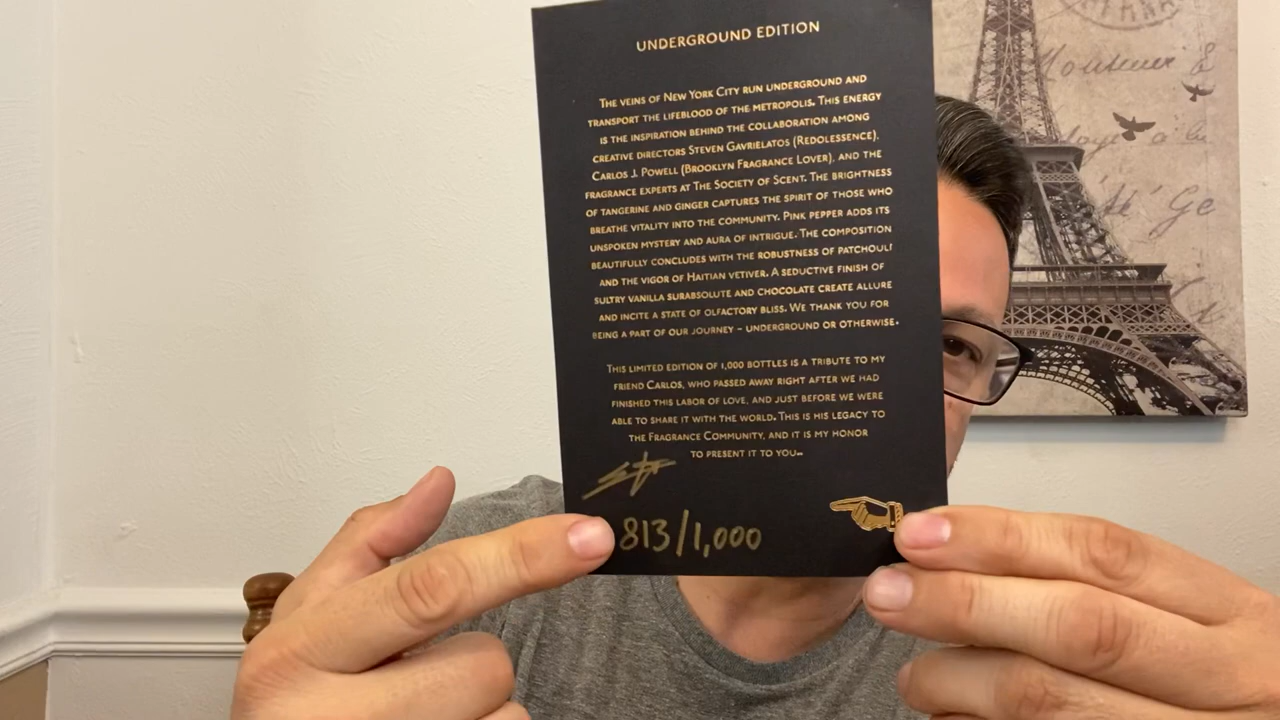 UNDERGROUND EDITION
THE VEINS OF NEW YORK CITY RUN UNDERGROUND AND
TRANSPORT THE LIFEBLOOD OF THE METROPOLIS. THIS ENERGY
IS THE INSPIRATION BEHIND THE COLLABORATION AMONG
CREATIVE DIRECTORS STEVEN GAVRIELATOS (REDOLESSENCE),
CARLOS J. POWELL (BROOKLYN FRAGRANCE LOVER), AND THE
FRAGRANCE EXPERTS AT THE SOCIETY OF SCENT. THE BRIGHTNESS
OF TANGERINE AND GINGER CAPTURES THE SPIRIT OF THOSE WHO
BREATHE VITALITY INTO THE COMMUNITY. PINK PEPPER ADDS ITS
UNSPOKEN MYSTERY AND AURA OF INTRIGUE. THE COMPOSITION
BEAUTIFULLY CONCLUDES WITH THE ROBUSTNESS OF PATCHOULI
AND THE VIGOR OF HAITIAN VETIVER. A SEDUCTIVE FINISH OF
SULTRY VANILLA SURABSOLUTE AND CHOCOLATE CREATE ALLURE
AND INCITE A STATE OF OLFACTORY BLISS. WE THANK YOU FOR
BEING A PART OF OUR JOURNEY – UNDERGROUND OR OTHERWISE.
THIS LIMITED EDITION OF 1,000 BOTTLES IS A TRIBUTE TO MY
FRIEND CARLOS, WHO PASSED AWAY RIGHT AFTER WE HAD
FINISHED THIS LABOR OF LOVE, AND JUST BEFORE WE WERE
ABLE TO SHARE IT WITH THE WORLD. THIS IS HIS LEGACY TO
THE FRAGRANCE COMMUNITY, AND IT IS MY HONOR
TO PRESENT IT TO YOU...
813/1,000